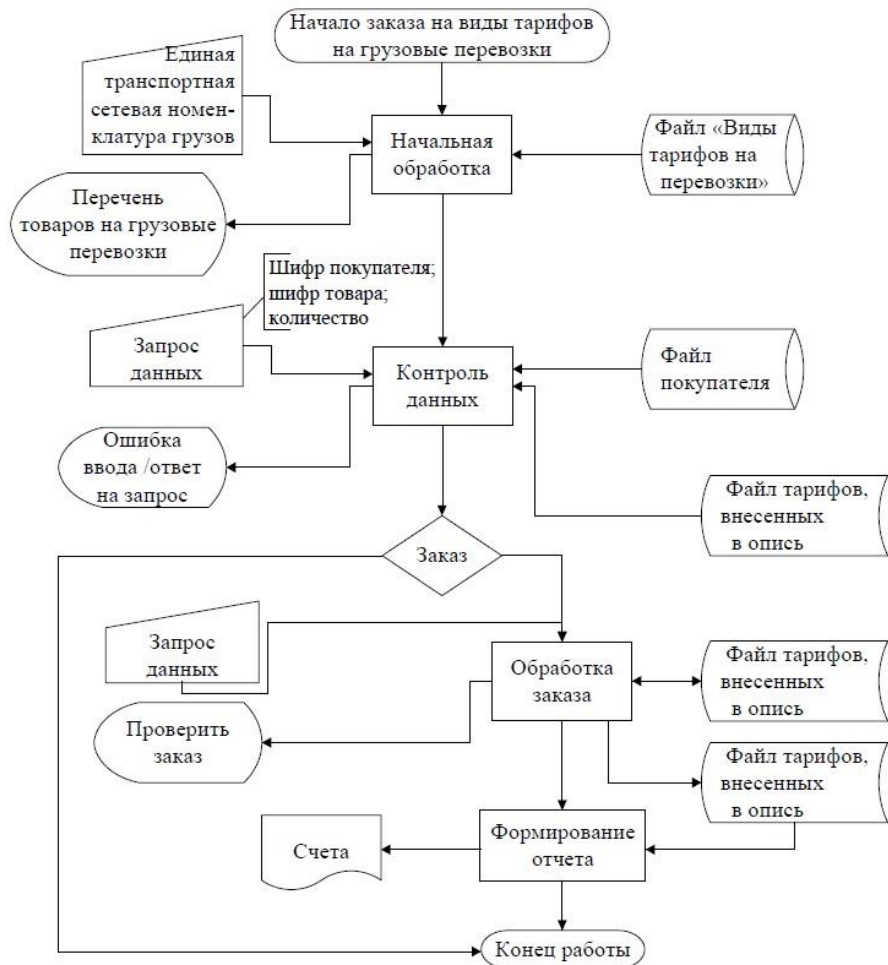 Начало заказа на виды тарифов
на грузовые перевозки
Единая
транспортная
сетевая номен-
клатура грузов
Начальная
обработка
Файл «Виды
тарифов на
перевозки»
Перечень
товаров на грузовые
перевозки
Шифр покупателя;
шифр товара;
количество
Запрос
данных
Контроль
данных
Файл
покупателя
Ошибка
ввода /ответ
на запрос
Файл тарифов,
внесенных
в опись
Заказ
Запрос
данных
Обработка
заказа
Файл тарифов,
внесенных
в опись
Проверить
заказ
Файл тарифов,
внесенных
в опись
Счета
Формирование
отчета
Конец работы